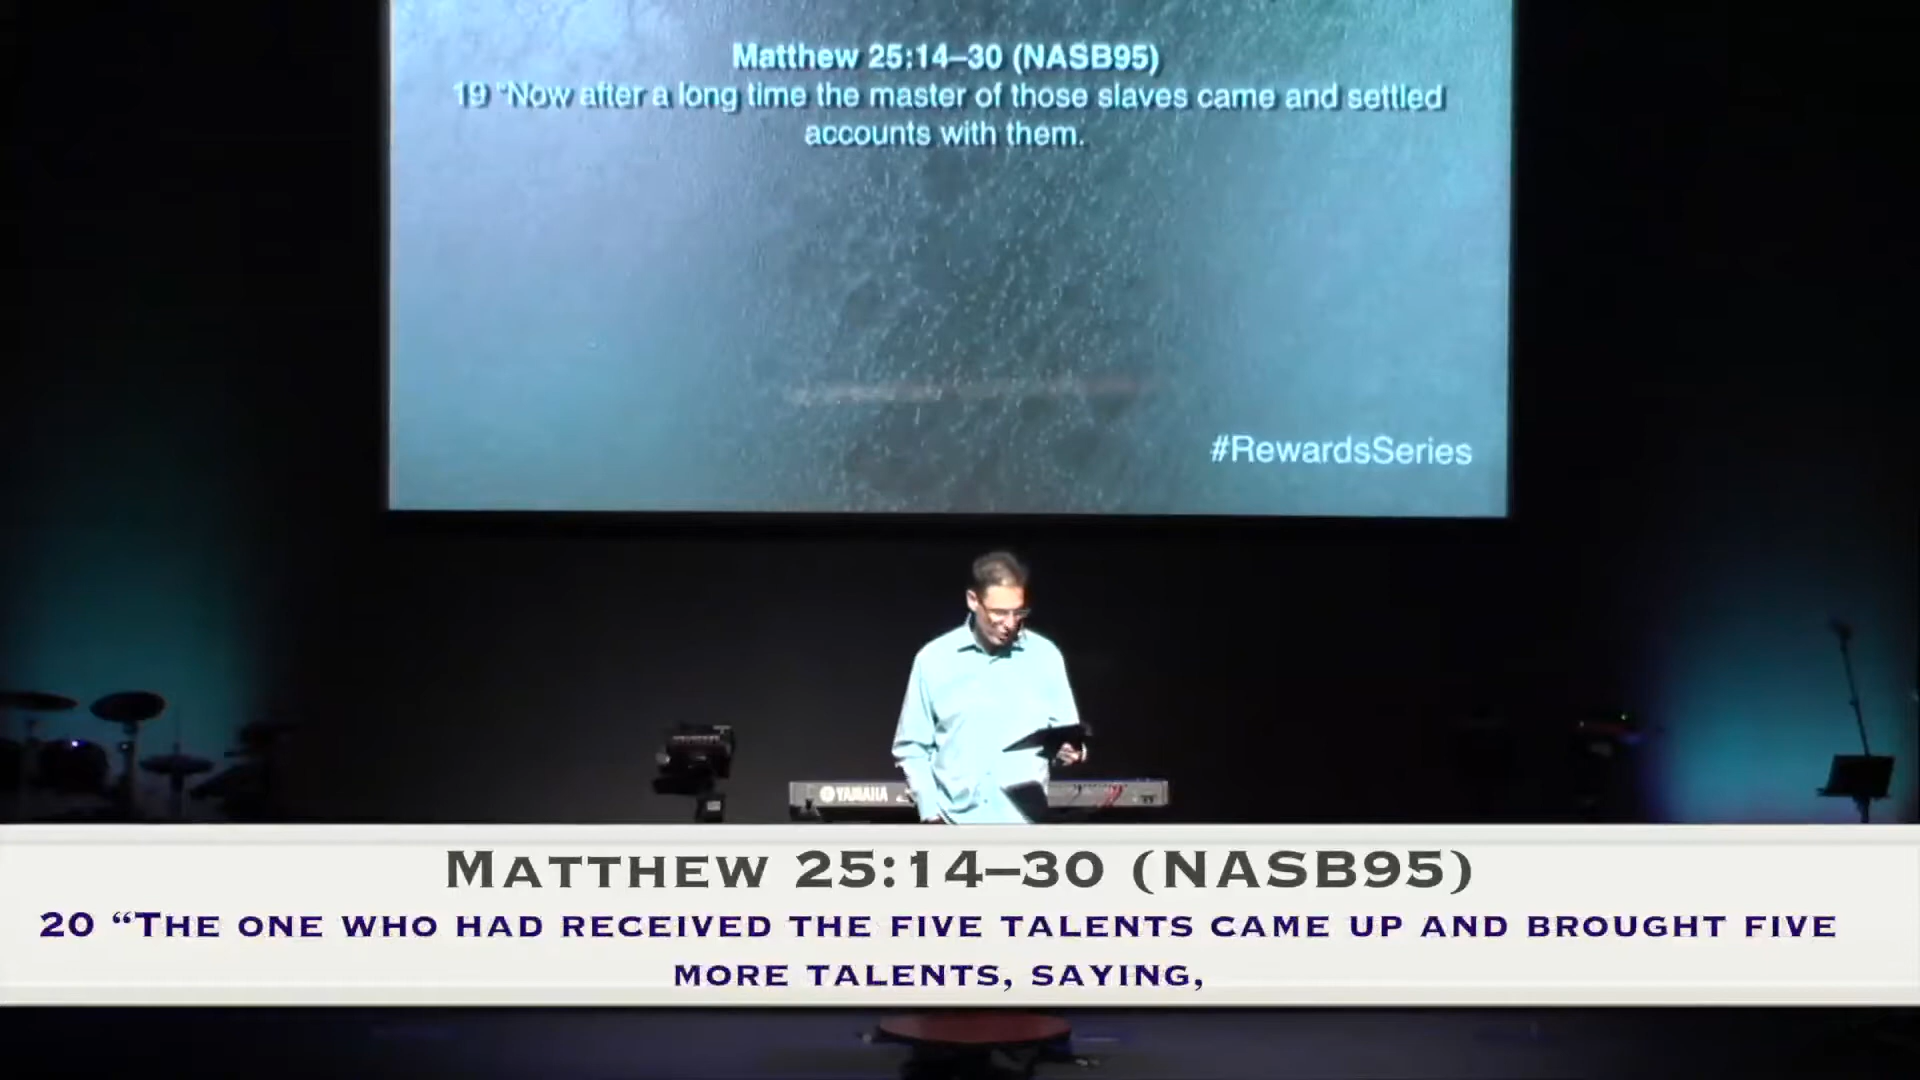 Matthew 25:14–30 (NASB95)
19 “Now after a long time the master of those slaves came and settled
accounts with them.
#RewardsSeries
YAMAHA
MATTHEW 25:14–30 (NASB95)
20 “THE ONE WHO HAD RECEIVED THE FIVE TALENTS CAME UP AND BROUGHT FIVE
MORE TALENTS, SAYING,